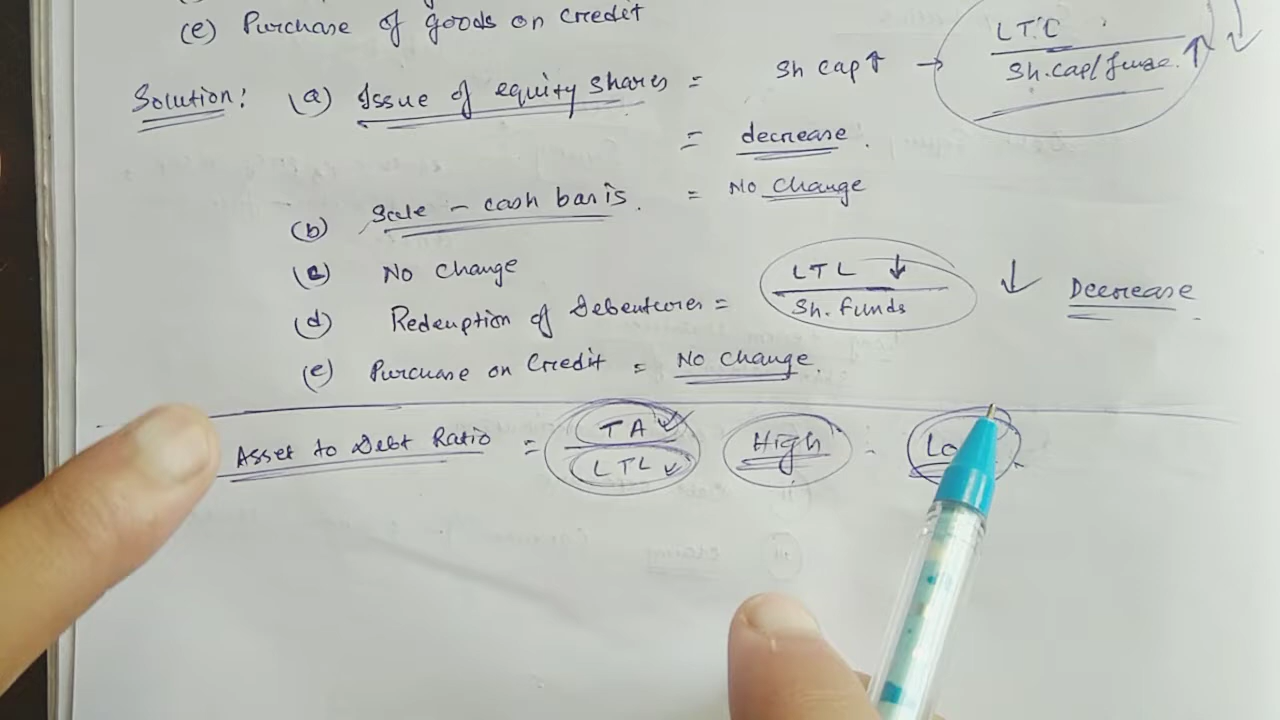 (e) Purchase of goods on credit
Solution: (a) Issue of equity shares = Sh cap↑ → LTL / Sh. cap/funds ↑ ↓
= decrease.
(b) Sale - cash basis. = No change
(c) No change
(d) Redemption of Debentures = LTL ↓ / Sh. funds ↓ Decrease
(e) Purchase on Credit = No change.
Asset to Debt Ratio = TA / LTL High :